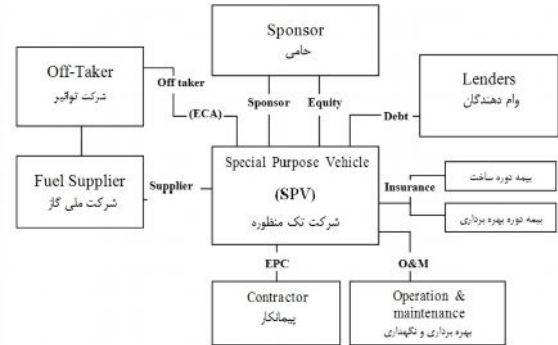 Sponsor
حامی
Off-Taker
شرکت توانیر
Off taker
(ECA)
Sponsor
Equity
Debt
Lenders
وام دهندگان
Fuel Supplier
شرکت ملی گاز
Supplier
Special Purpose Vehicle
(SPV)
شرکت تک منظوره
Insurance
بیمه دوره ساخت
بیمه دوره بهره برداری
EPC
O&M
Contractor
پیمانکار
Operation &
maintenance
بهره برداری و نگهداری